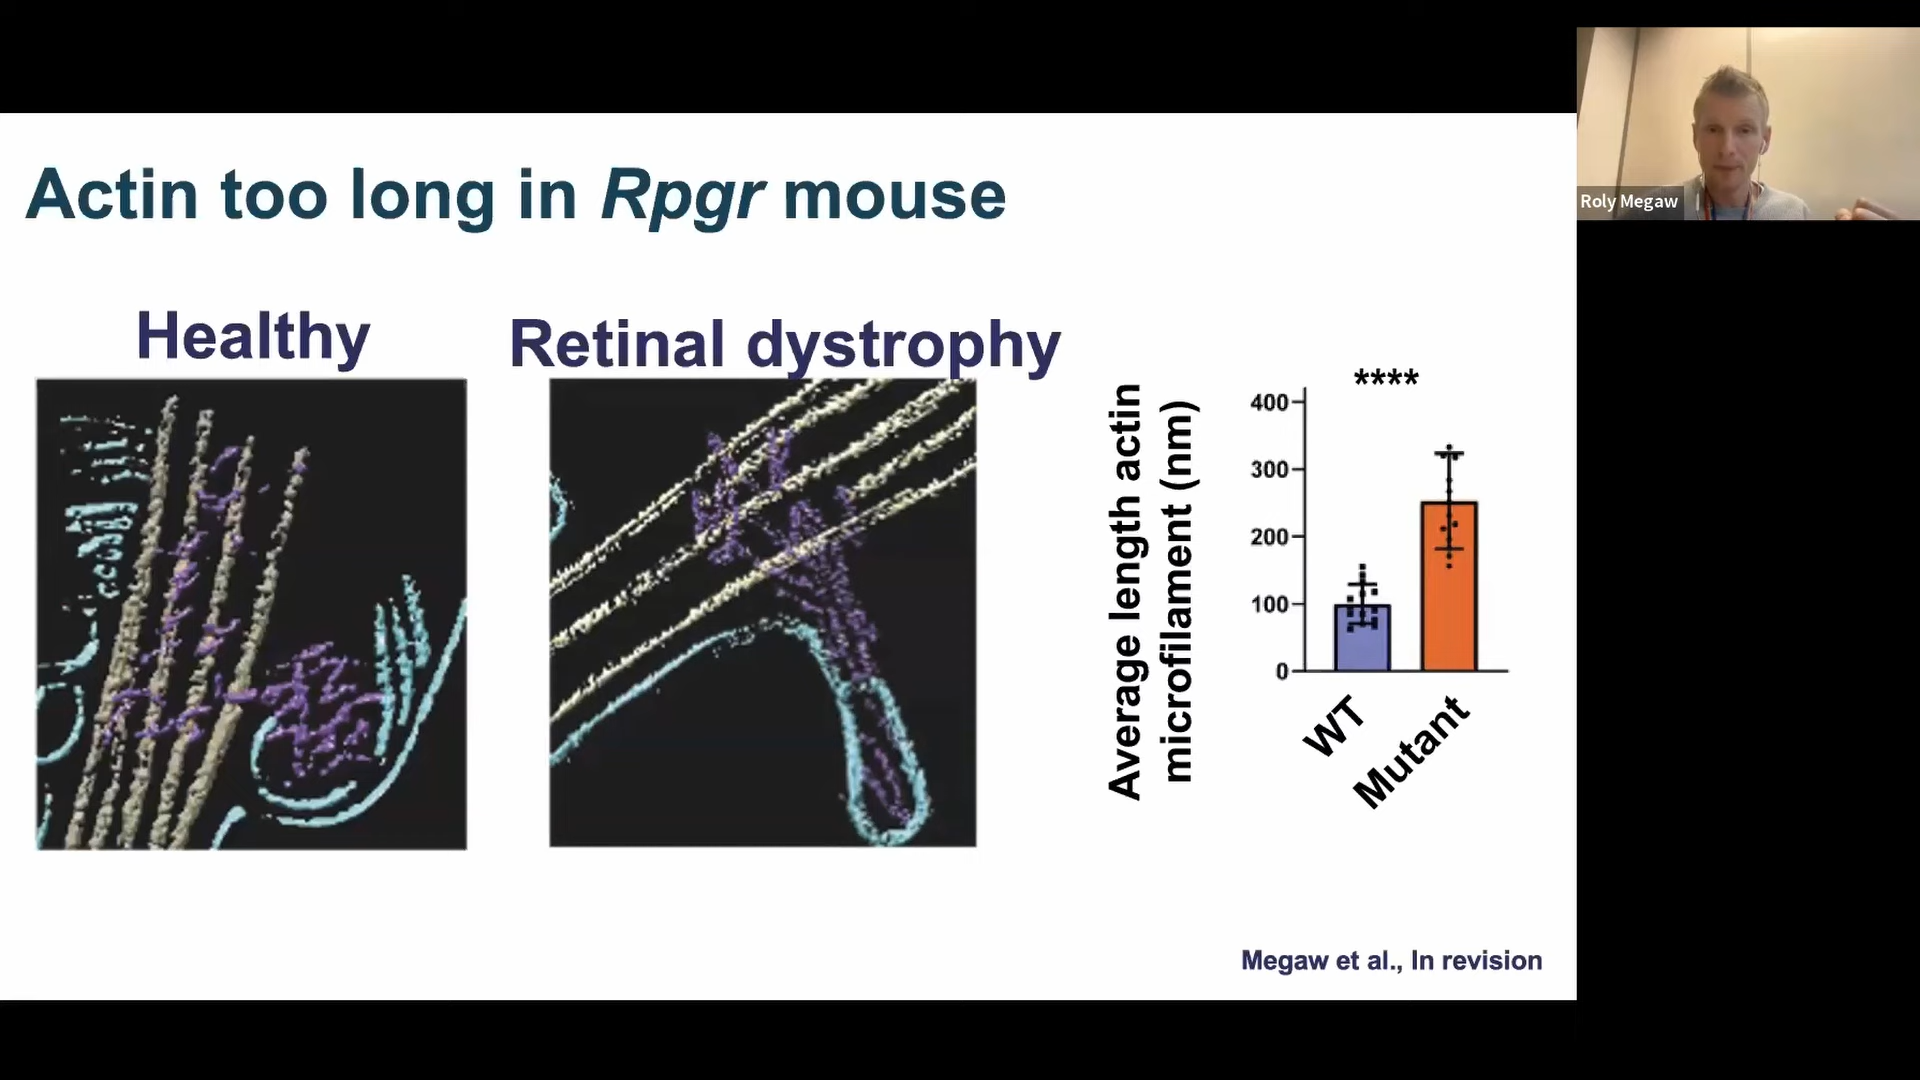 Actin too long in Rpgr mouse
Healthy
Retinal dystrophy
Average length actin
microfilament (nm)
****
400
300
200
100
0
WT
Mutant
Megaw et al., In revision
Roly Megaw